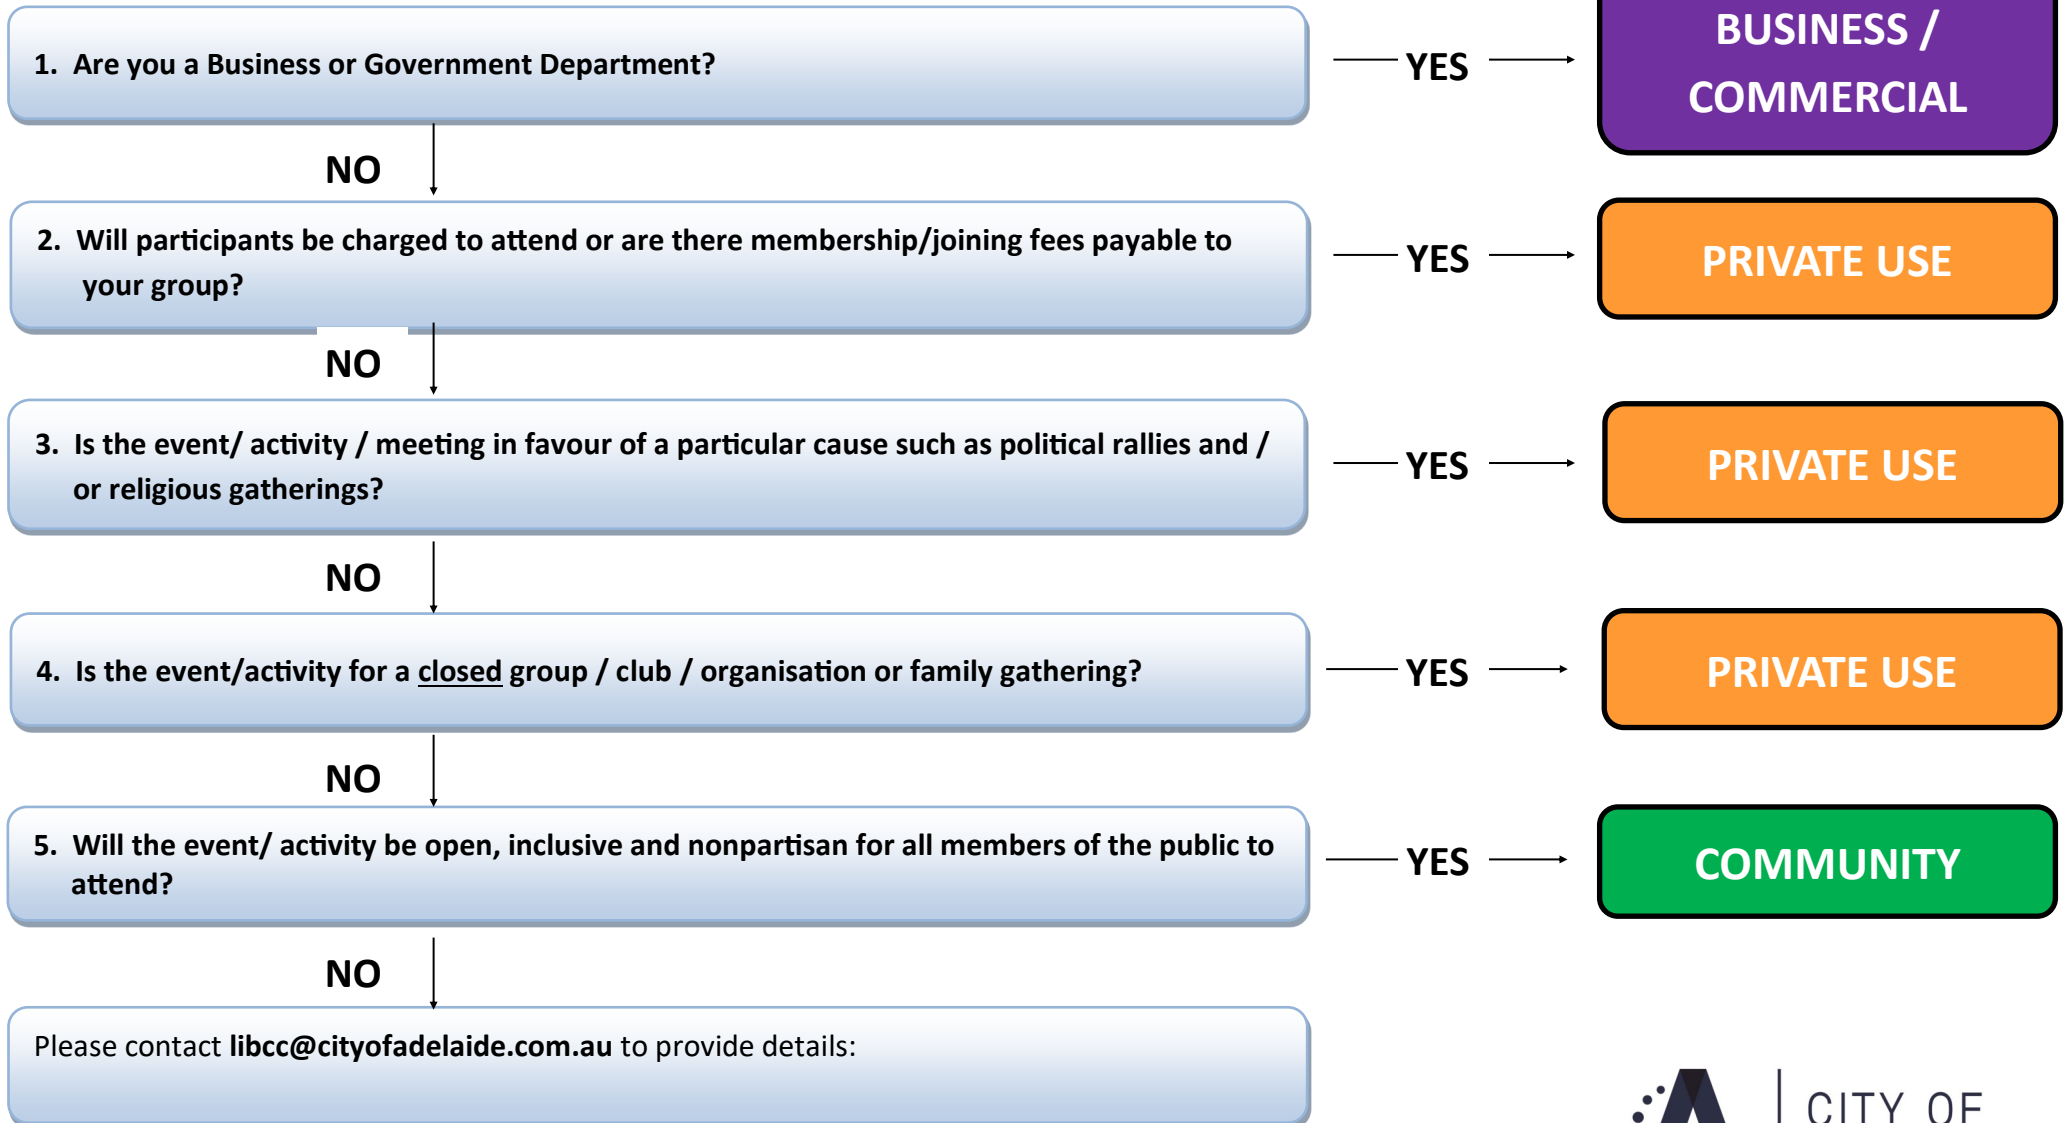 1. Are you a Business or Government Department?
YES
BUSINESS /
COMMERCIAL
NO
2. Will participants be charged to attend or are there membership/joining fees payable to
your group?
YES
PRIVATE USE
NO
3. Is the event/ activity / meeting in favour of a particular cause such as political rallies and /
or religious gatherings?
YES
PRIVATE USE
NO
4. Is the event/activity for a closed group / club / organisation or family gathering?
YES
PRIVATE USE
NO
5. Will the event/ activity be open, inclusive and nonpartisan for all members of the public to
attend?
YES
COMMUNITY
NO
Please contact libcc@cityofadelaide.com.au to provide details:
CITY OF